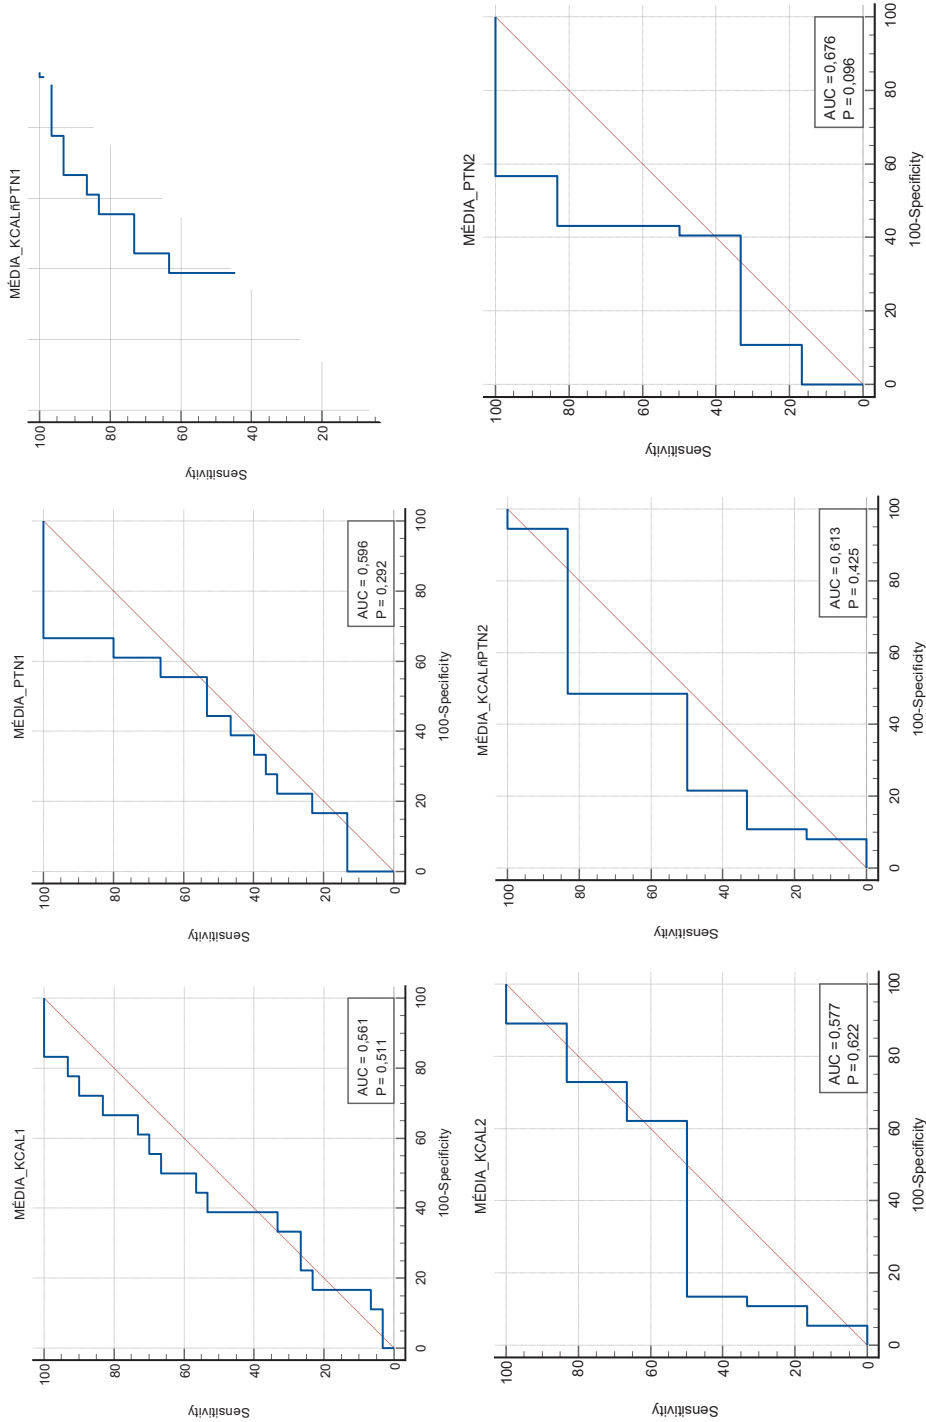 MÉDIA_KCAL1
100
80
60
40
20
0
Sensitivity
AUC = 0,561
P = 0,511
0 20 40 60 80 100
100-Specificity
MÉDIA_PTN1
100
80
60
40
20
0
Sensitivity
AUC = 0,596
P = 0,292
0 20 40 60 80 100
100-Specificity
MÉDIA_KCALñPTN1
100
80
60
40
20
Sensitivity
MÉDIA_KCAL2
100
80
60
40
20
0
Sensitivity
AUC = 0,577
P = 0,622
0 20 40 60 80 100
100-Specificity
MÉDIA_KCALñPTN2
100
80
60
40
20
0
Sensitivity
AUC = 0,613
P = 0,425
0 20 40 60 80 100
100-Specificity
MÉDIA_PTN2
100
80
60
40
20
0
Sensitivity
AUC = 0,676
P = 0,096
0 20 40 60 80 100
100-Specificity